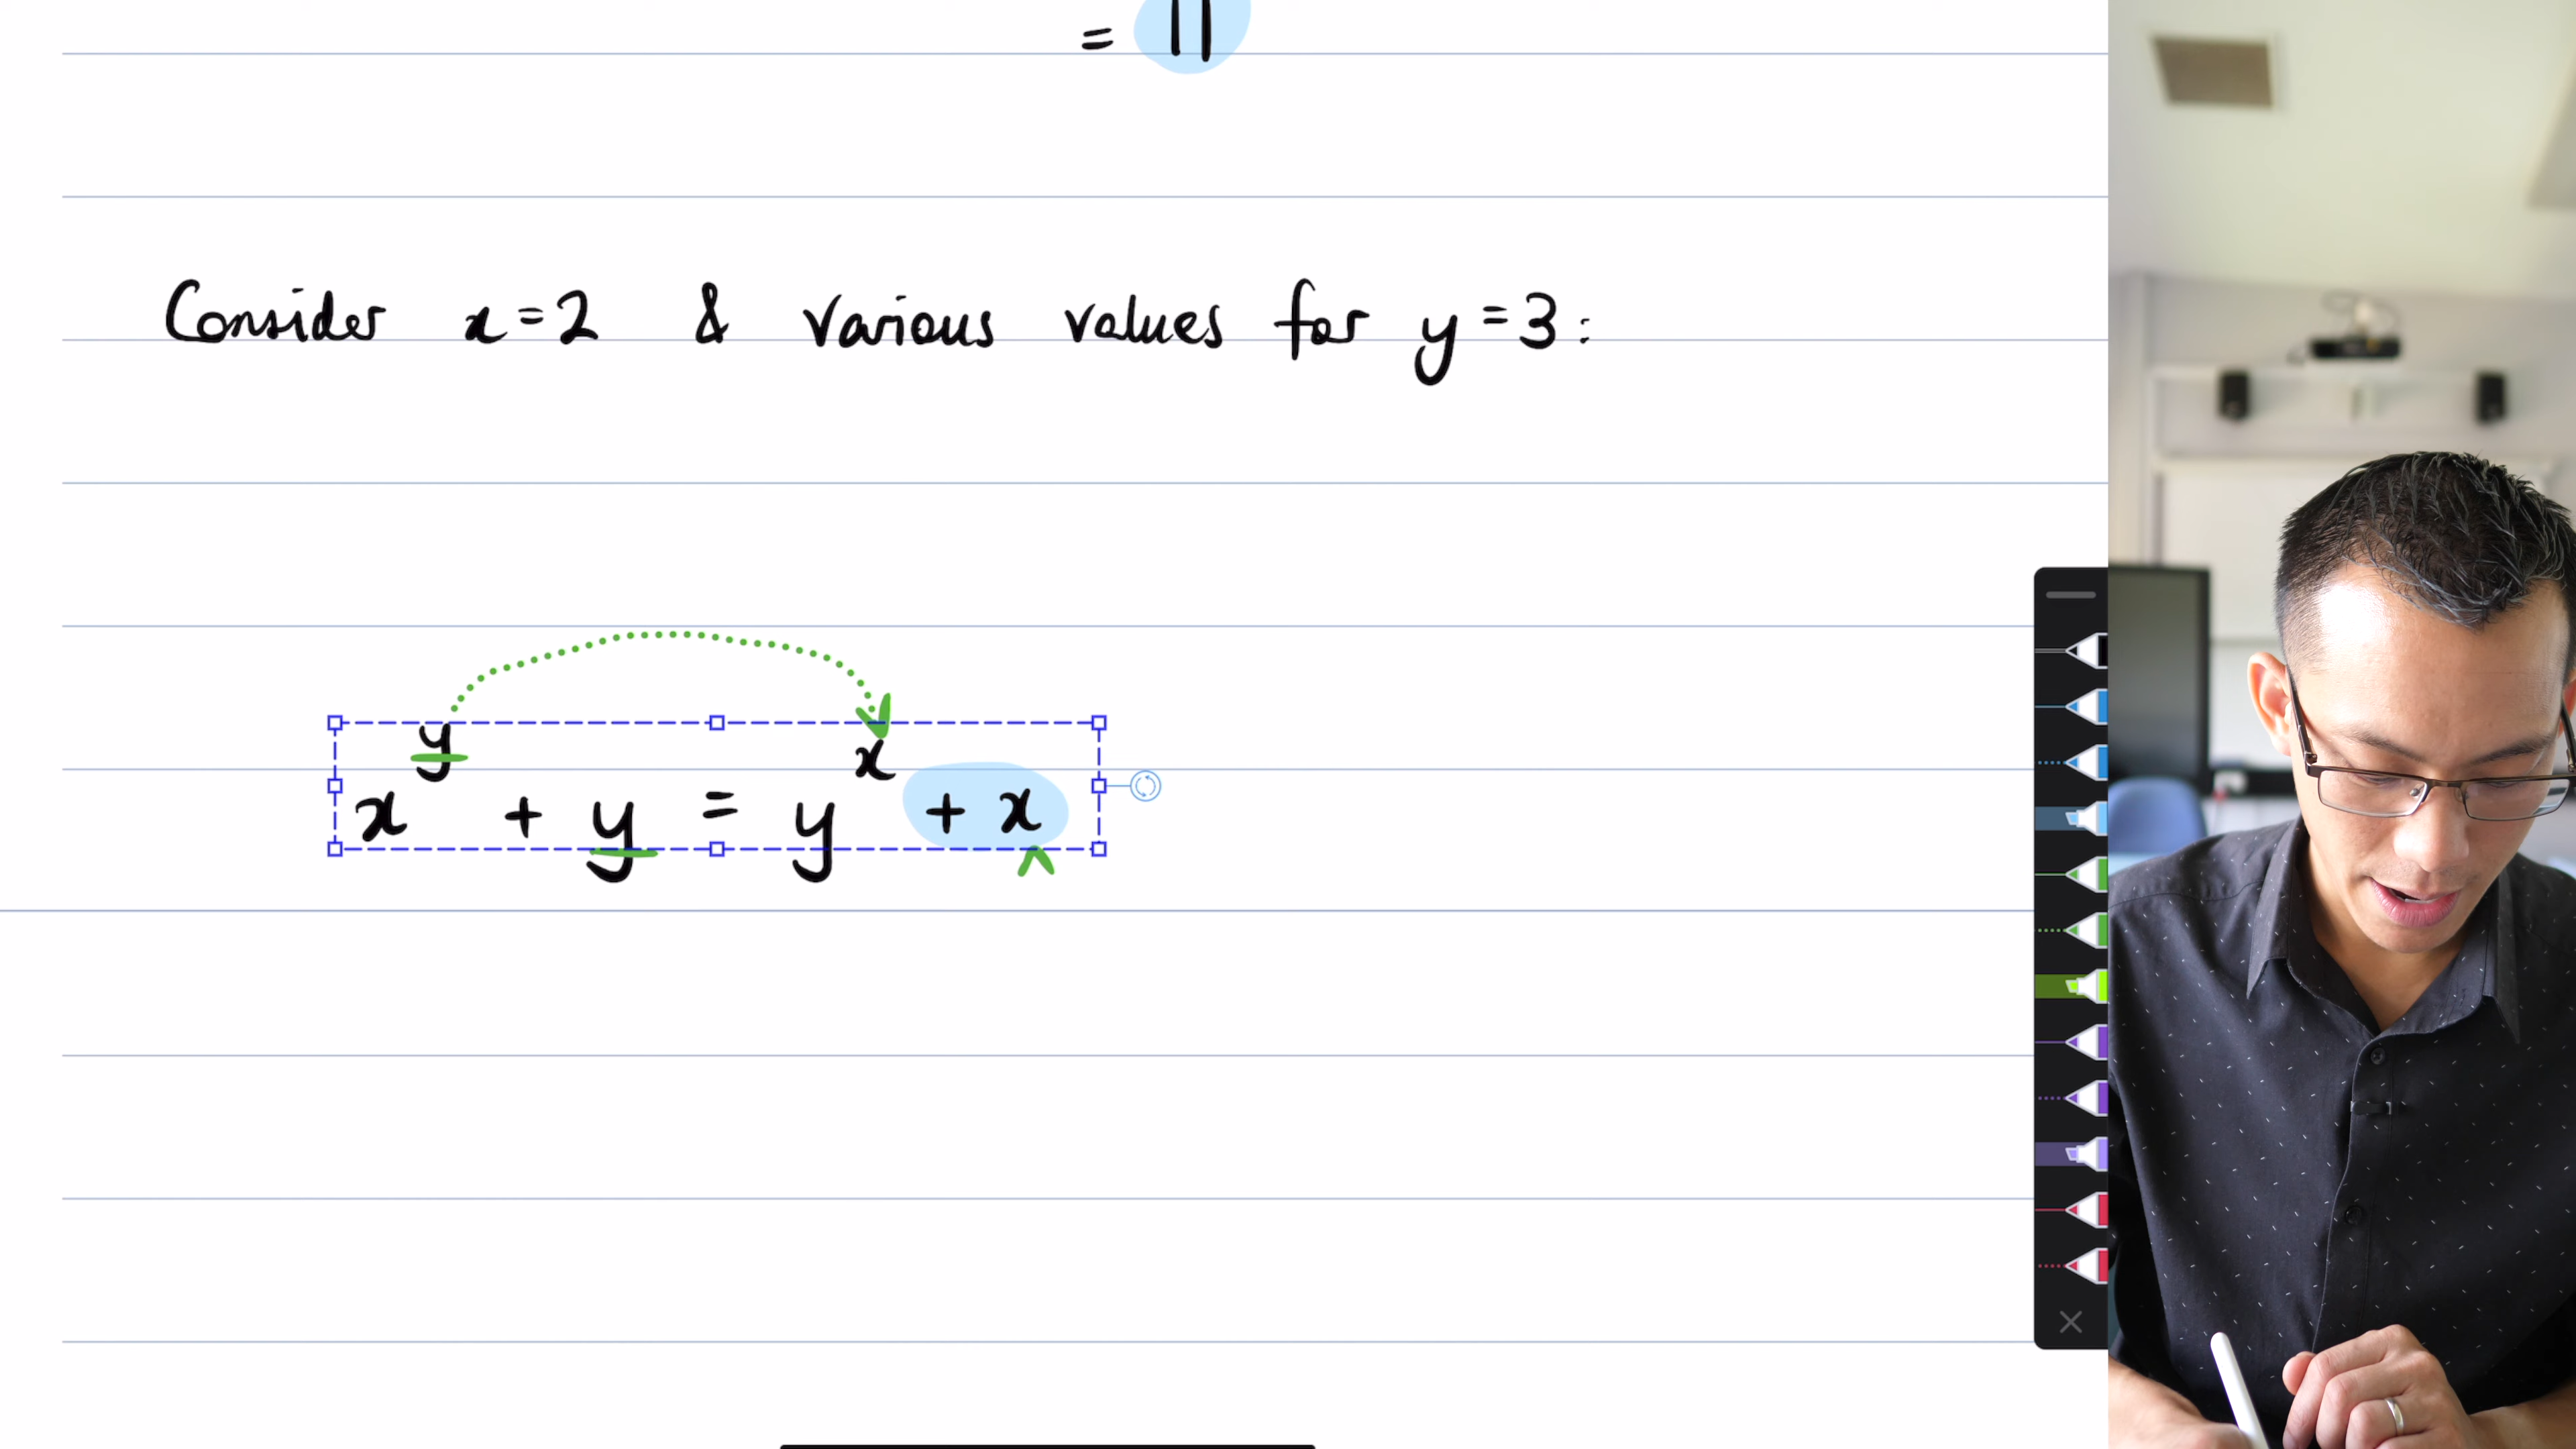 = 11
Consider x=2 & various values for y=3:
x^y + y = y^x + x